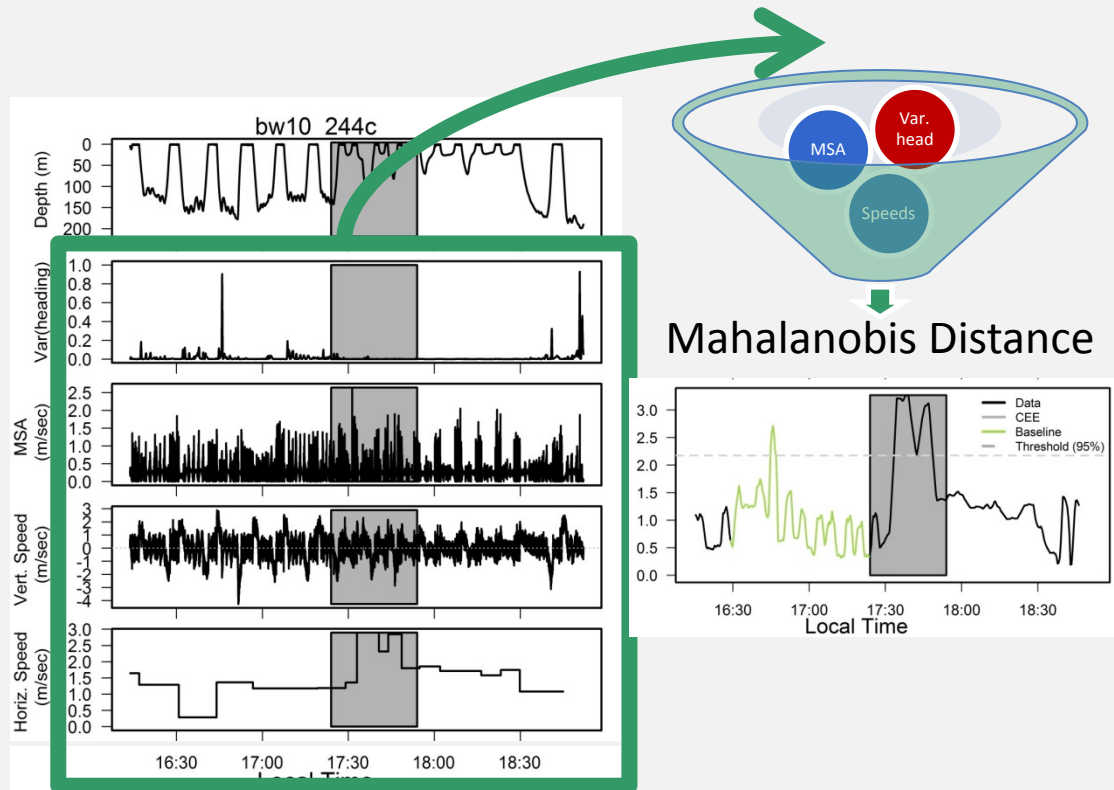 bw10_244c
Depth (m)
0
50
100
150
200
Var(heading)
1.0
0.8
0.6
0.4
0.2
0.0
MSA
(m/sec)
2.5
2.0
1.5
1.0
0.5
0.0
Vert. Speed
(m/sec)
3
2
1
0
-1
-2
-3
-4
Horiz. Speed
(m/sec)
3.0
2.5
2.0
1.5
1.0
0.5
0.0
16:30 17:00 17:30 18:00 18:30
Local Time
MSA
Var.
head
Speeds
Mahalanobis Distance
3.0
2.5
2.0
1.5
1.0
0.5
0.0
Data
CEE
Baseline
Threshold (95%)
16:30 17:00 17:30 18:00 18:30
Local Time